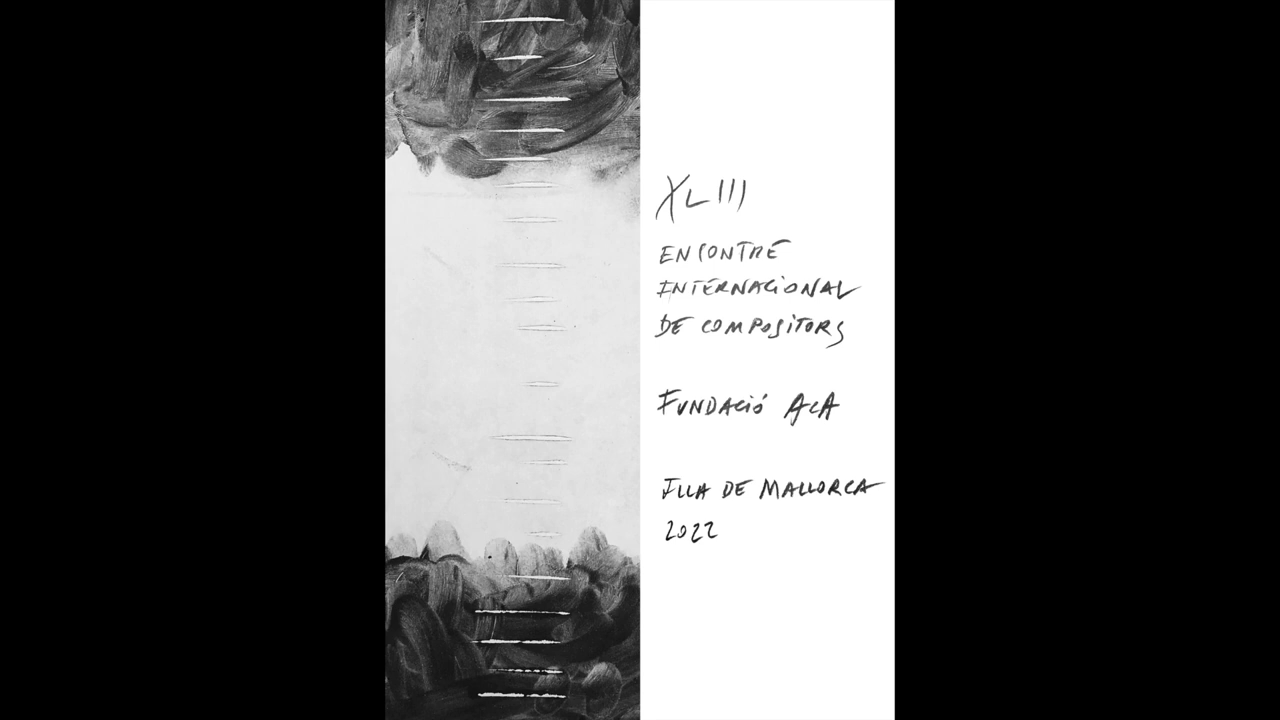 XLIII
ENCONTRE
INTERNACIONAL
DE COMPOSITORS
FUNDACIÓ ACA
ILLA DE MALLORCA
2022